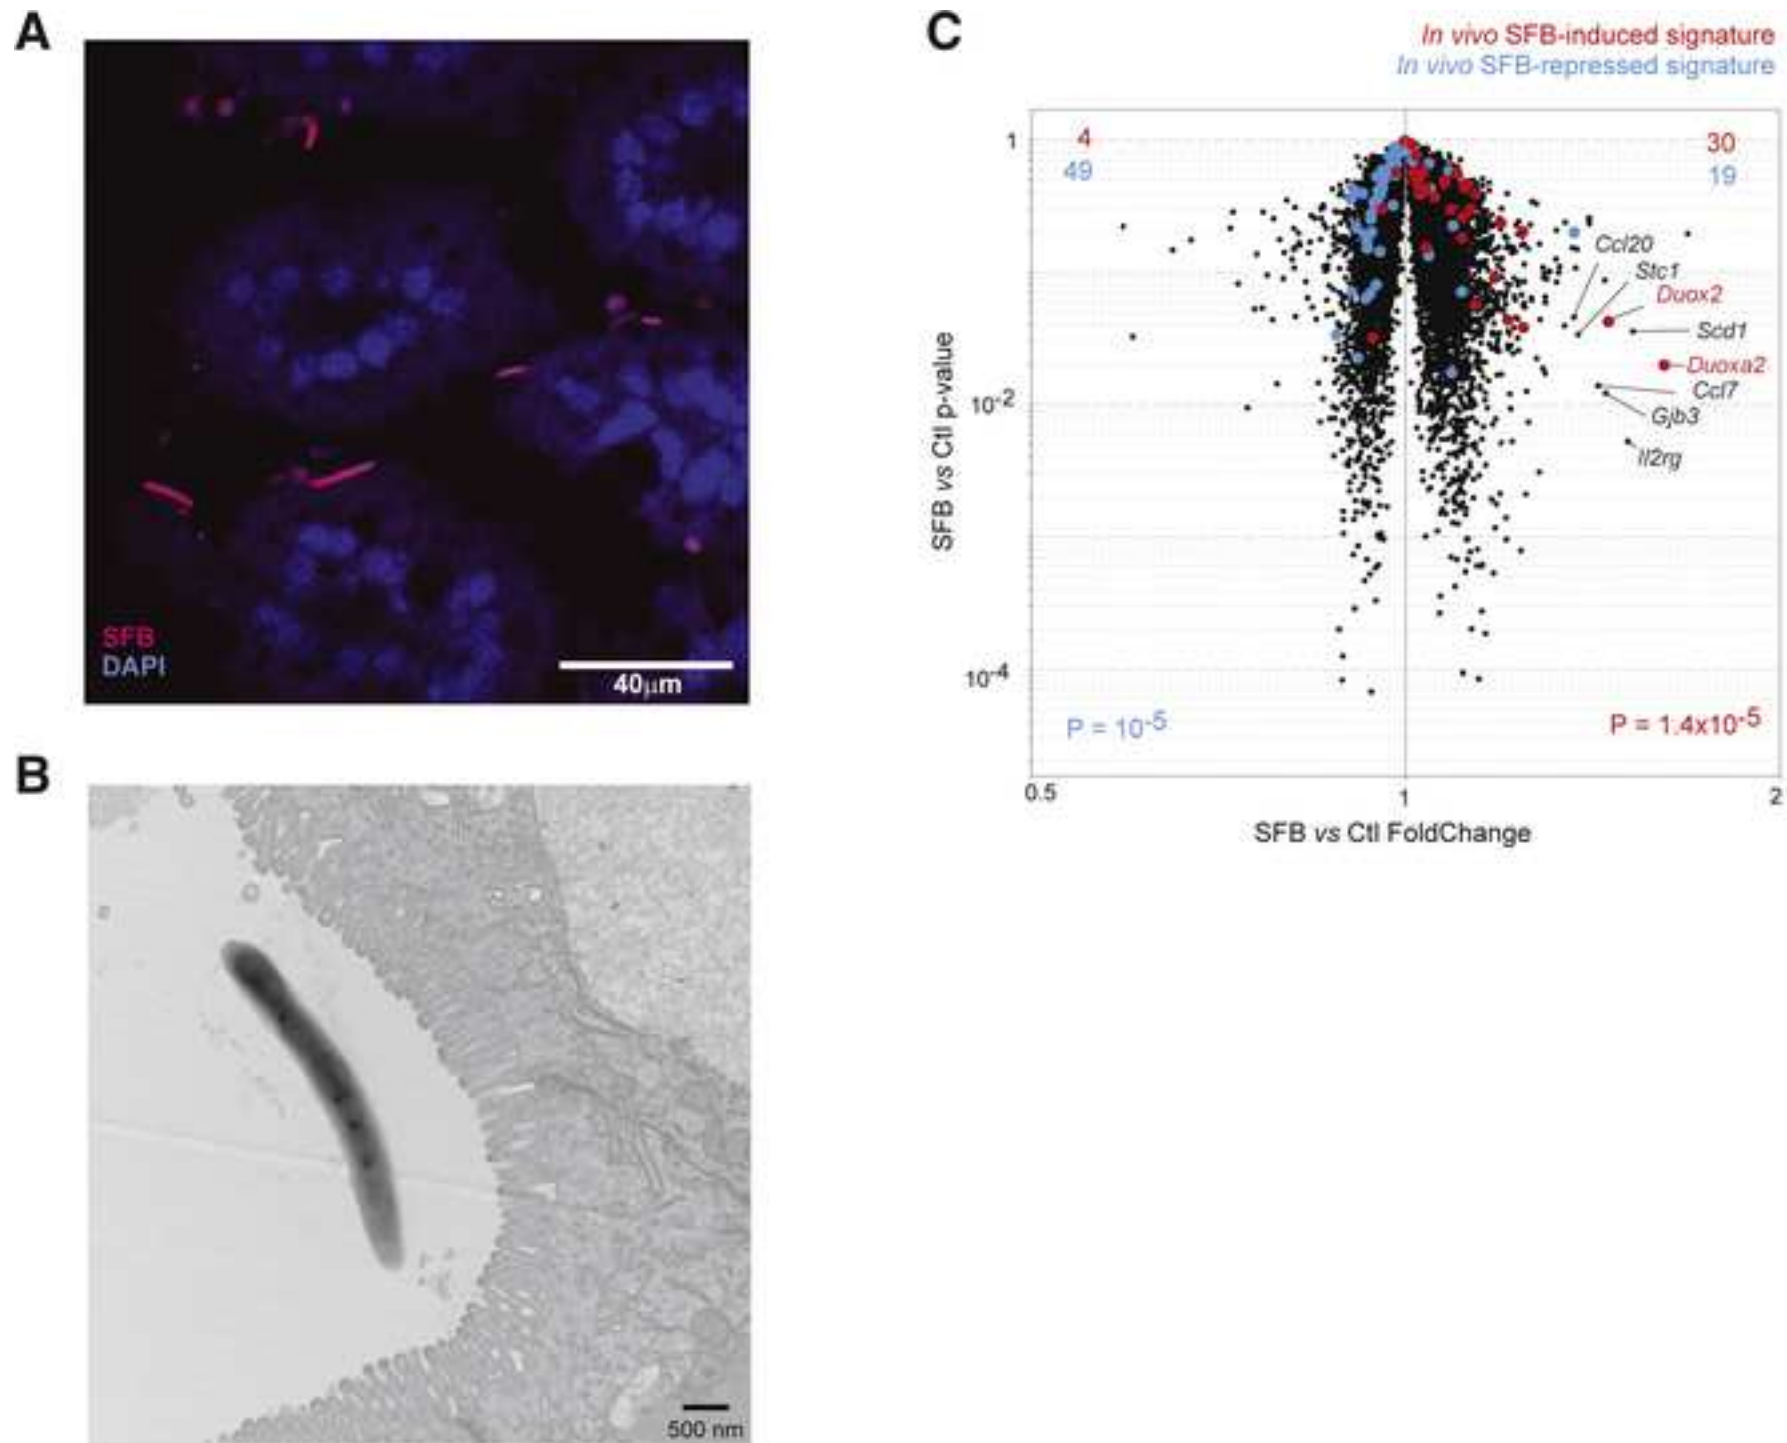 A
SFB
DAPI
40μm
B
500 nm
C
In vivo SFB-induced signature
In vivo SFB-repressed signature
4
49
30
19
1
10-2
10-4
SFB vs Ctl p-value
Ccl20
Stc1
Duox2
Scd1
Duoxa2
Ccl7
Gjb3
Il2rg
P = 10-5
P = 1.4x10-5
0.5
1
2
SFB vs Ctl FoldChange